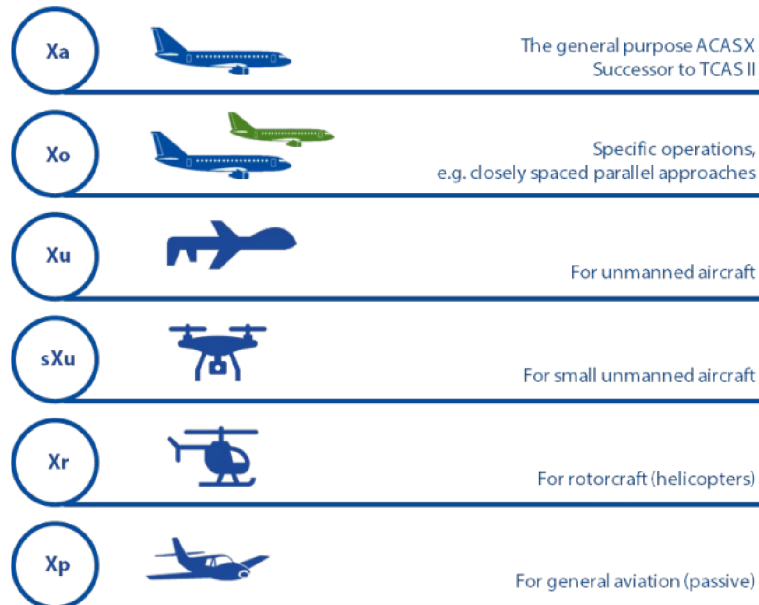 Xa
The general purpose ACAS X
Successor to TCAS II
Xo
Specific operations,
e.g. closely spaced parallel approaches
Xu
For unmanned aircraft
sXu
For small unmanned aircraft
Xr
For rotorcraft (helicopters)
Xp
For general aviation (passive)